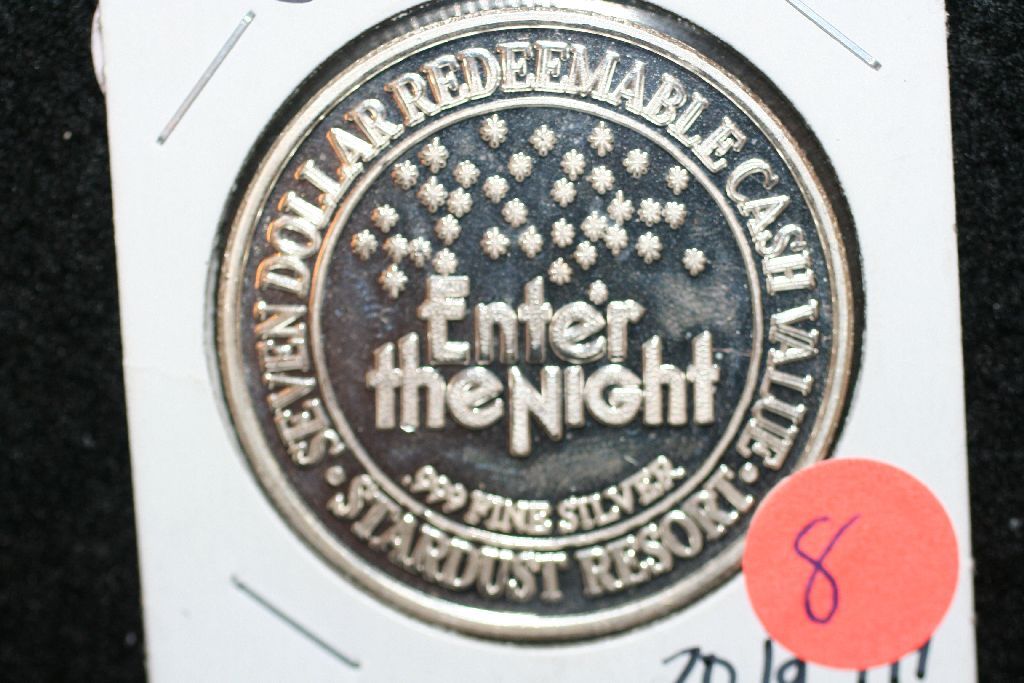 SEVEN DOLLAR REDEEMABLE CASH VALUE
Enter
the Night
.999 FINE SILVER
• STARDUST RESORT •
8